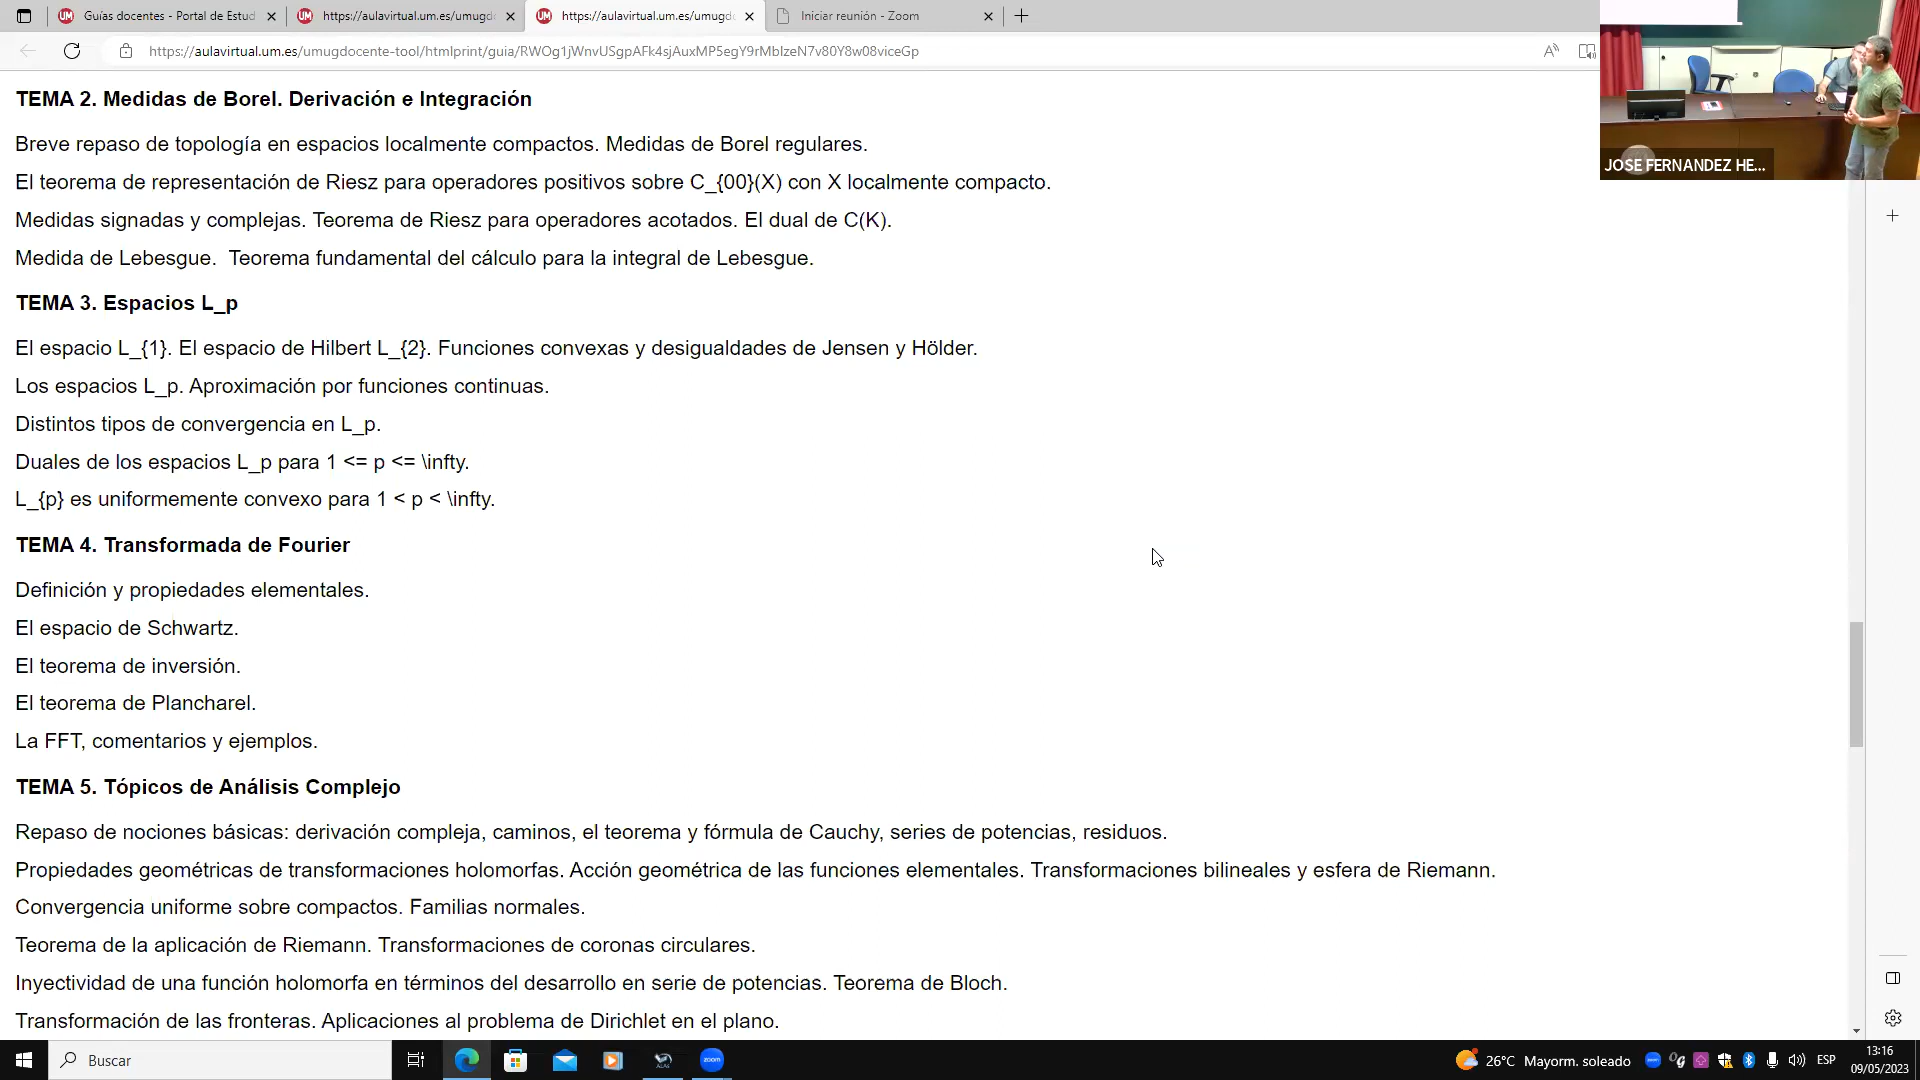 Guías docentes - Portal de Estud
https://aulavirtual.um.es/umugdo
https://aulavirtual.um.es/umugdo
Iniciar reunión - Zoom
https://aulavirtual.um.es/umugdocente-tool/htmlprint/guia/RWOg1jWnvUSgpAFk4sjAuxMP5egY9rMbIzeN7v80Y8w08viceGp
JOSE FERNANDEZ HE...
TEMA 2. Medidas de Borel. Derivación e Integración
Breve repaso de topología en espacios localmente compactos. Medidas de Borel regulares.
El teorema de representación de Riesz para operadores positivos sobre C_{00}(X) con X localmente compacto.
Medidas signadas y complejas. Teorema de Riesz para operadores acotados. El dual de C(K).
Medida de Lebesgue.  Teorema fundamental del cálculo para la integral de Lebesgue.
TEMA 3. Espacios L_p
El espacio L_{1}. El espacio de Hilbert L_{2}. Funciones convexas y desigualdades de Jensen y Hölder.
Los espacios L_p. Aproximación por funciones continuas.
Distintos tipos de convergencia en L_p.
Duales de los espacios L_p para 1 <= p <= \infty.
L_{p} es uniformemente convexo para 1 < p < \infty.
TEMA 4. Transformada de Fourier
Definición y propiedades elementales.
El espacio de Schwartz.
El teorema de inversión.
El teorema de Plancharel.
La FFT, comentarios y ejemplos.
TEMA 5. Tópicos de Análisis Complejo
Repaso de nociones básicas: derivación compleja, caminos, el teorema y fórmula de Cauchy, series de potencias, residuos.
Propiedades geométricas de transformaciones holomorfas. Acción geométrica de las funciones elementales. Transformaciones bilineales y esfera de Riemann.
Convergencia uniforme sobre compactos. Familias normales.
Teorema de la aplicación de Riemann. Transformaciones de coronas circulares.
Inyectividad de una función holomorfa en términos del desarrollo en serie de potencias. Teorema de Bloch.
Transformación de las fronteras. Aplicaciones al problema de Dirichlet en el plano.
Buscar
26°C Mayorm. soleado
ESP
13:16
09/05/2023